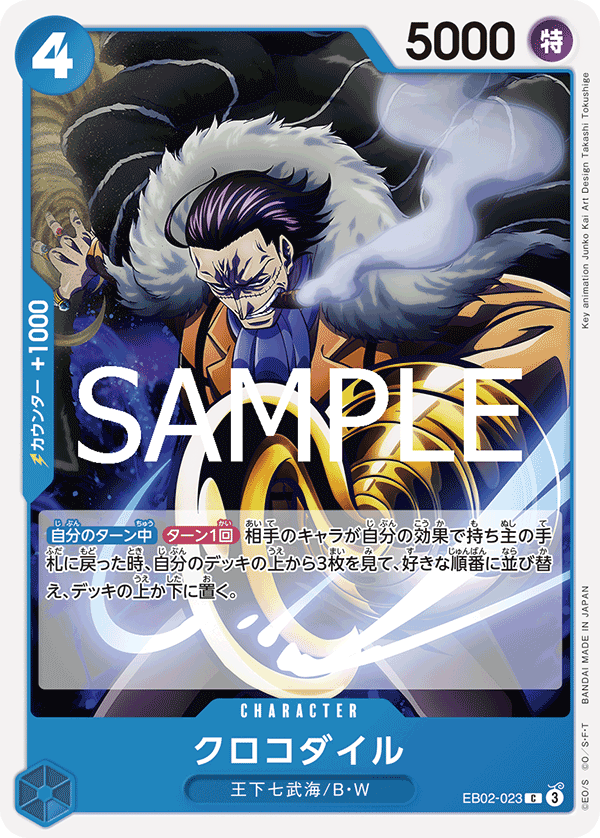 4
5000 特
カウンター +1000
SAMPLE
自分のターン中 ターン1回 相手のキャラが自分の効果で持ち主の手
札に戻った時、自分のデッキの上から3枚を見て、好きな順番に並び替
え、デッキの上か下に置く。
CHARACTER
クロコダイル
王下七武海/B・W
EB02-023 C 3
Key animation Junko Kai Art Design Takashi Tokushige
©E/O/S ©O/S・F・T BANDAI MADE IN JAPAN